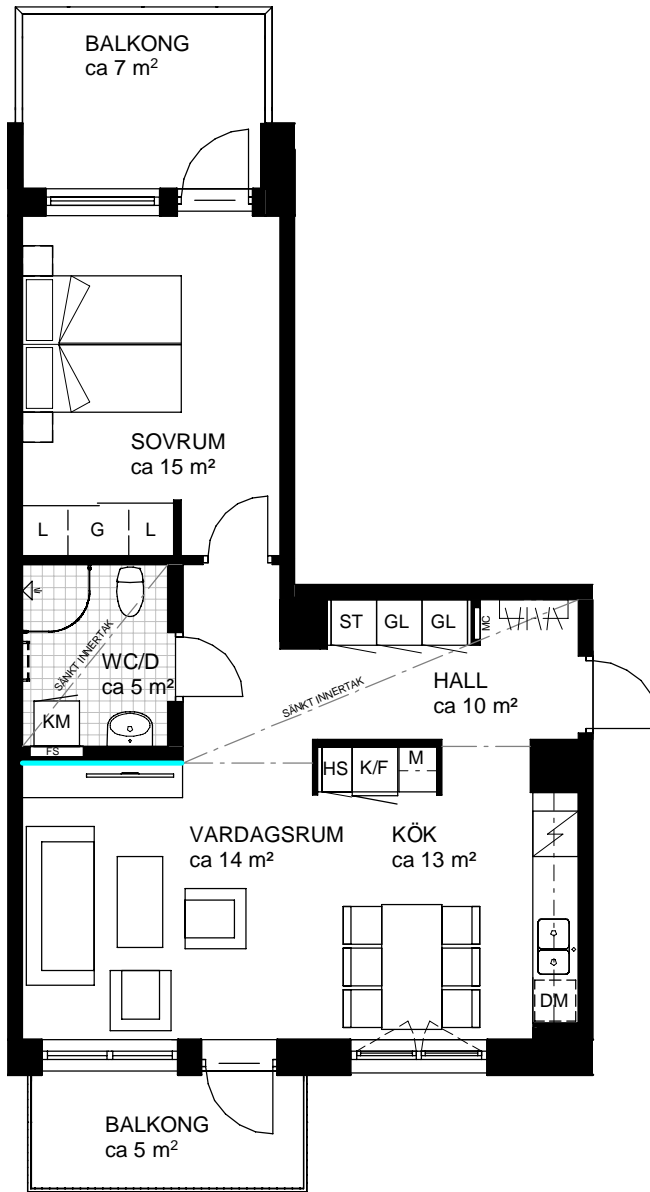 BALKONG
ca 7 m²
SOVRUM
ca 15 m²
L
G
L
WC/D
ca 5 m²
SÄNKT INNERTAK
KM
FS
ST
GL
GL
MC
HALL
ca 10 m²
SÄNKT INNERTAK
HS
K/F
M
VARDAGSRUM
ca 14 m²
KÖK
ca 13 m²
DM
BALKONG
ca 5 m²